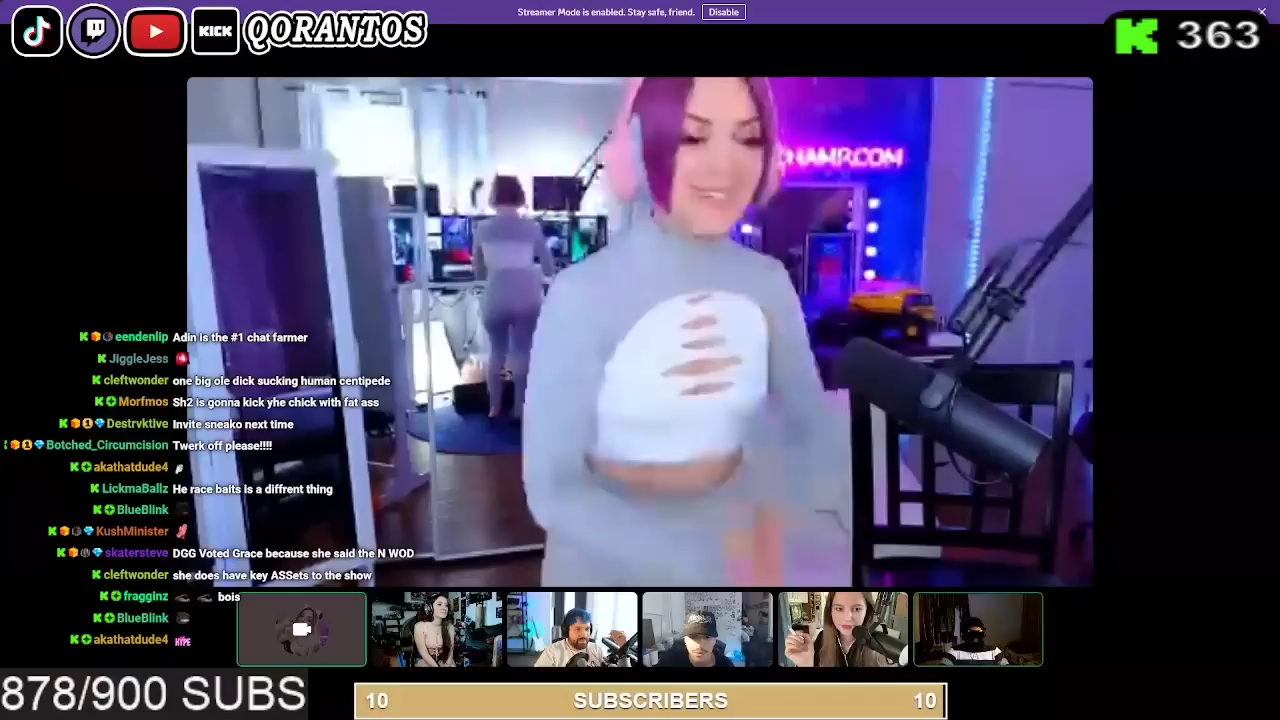 Streamer Mode is enabled. Stay safe, friend. Disable
KICK QORANTOS
363
CHAMP.COM
eendenlip Adin is the #1 chat farmer
JiggleJess
cleftwonder one big ole dick sucking human centipede
Morfmos Sh2 is gonna kick yhe chick with fat ass
Destrvktive Invite sneako next time
Botched_Circumcision Twerk off please!!!!
akathatdude4
LickmaBallz He race baits is a diffrent thing
BlueBlink
KushMinister
skatersteve DGG Voted Grace because she said the N WOD
cleftwonder she does have key ASSets to the show
fragginz bois
BlueBlink
akathatdude4 HYPE
878/900 SUBS
10 SUBSCRIBERS 10